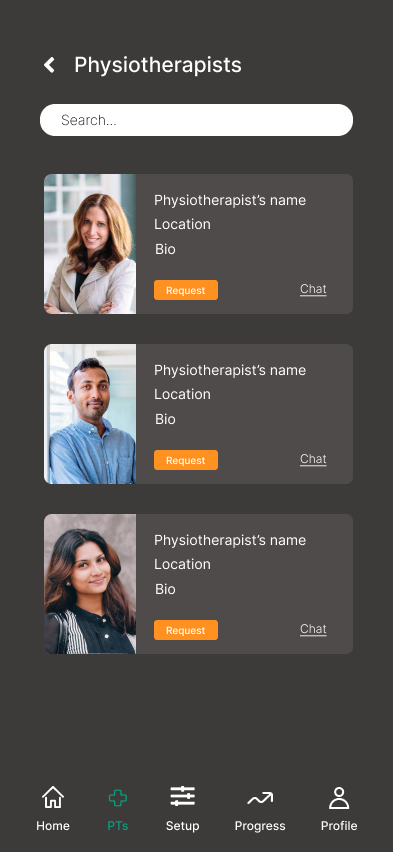 Physiotherapists
Search...
Physiotherapist’s name
Location
Bio
Request
Chat
Physiotherapist’s name
Location
Bio
Request
Chat
Physiotherapist’s name
Location
Bio
Request
Chat
Home
PTs
Setup
Progress
Profile